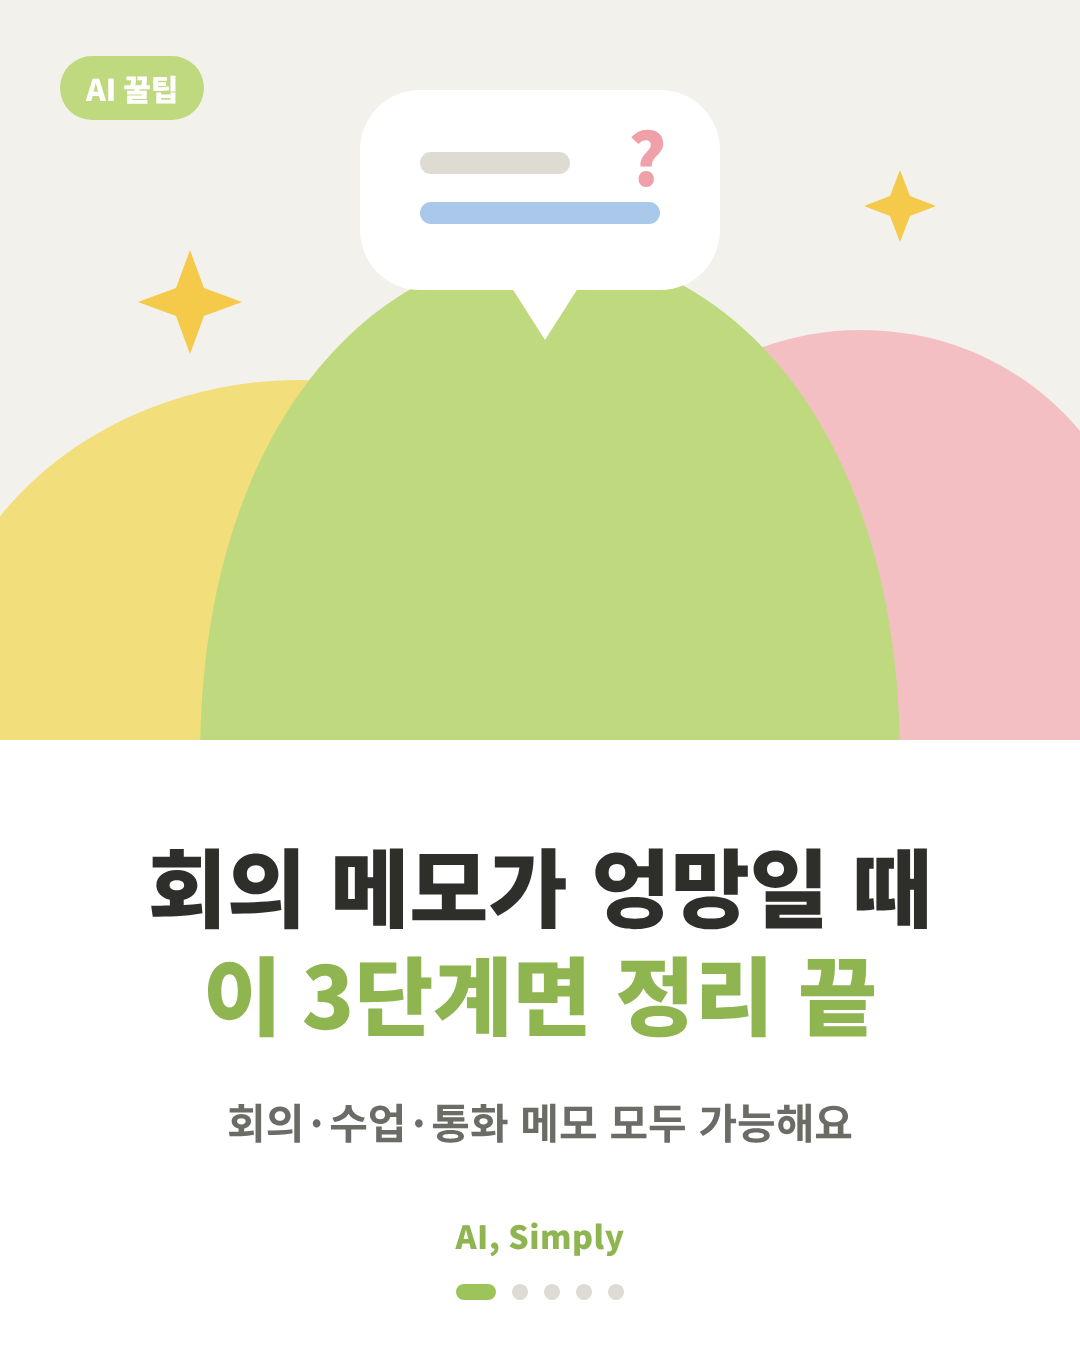 AI 꿀팁
?
회의 메모가 엉망일 때
이 3단계면 정리 끝
회의·수업·통화 메모 모두 가능해요
AI, Simply